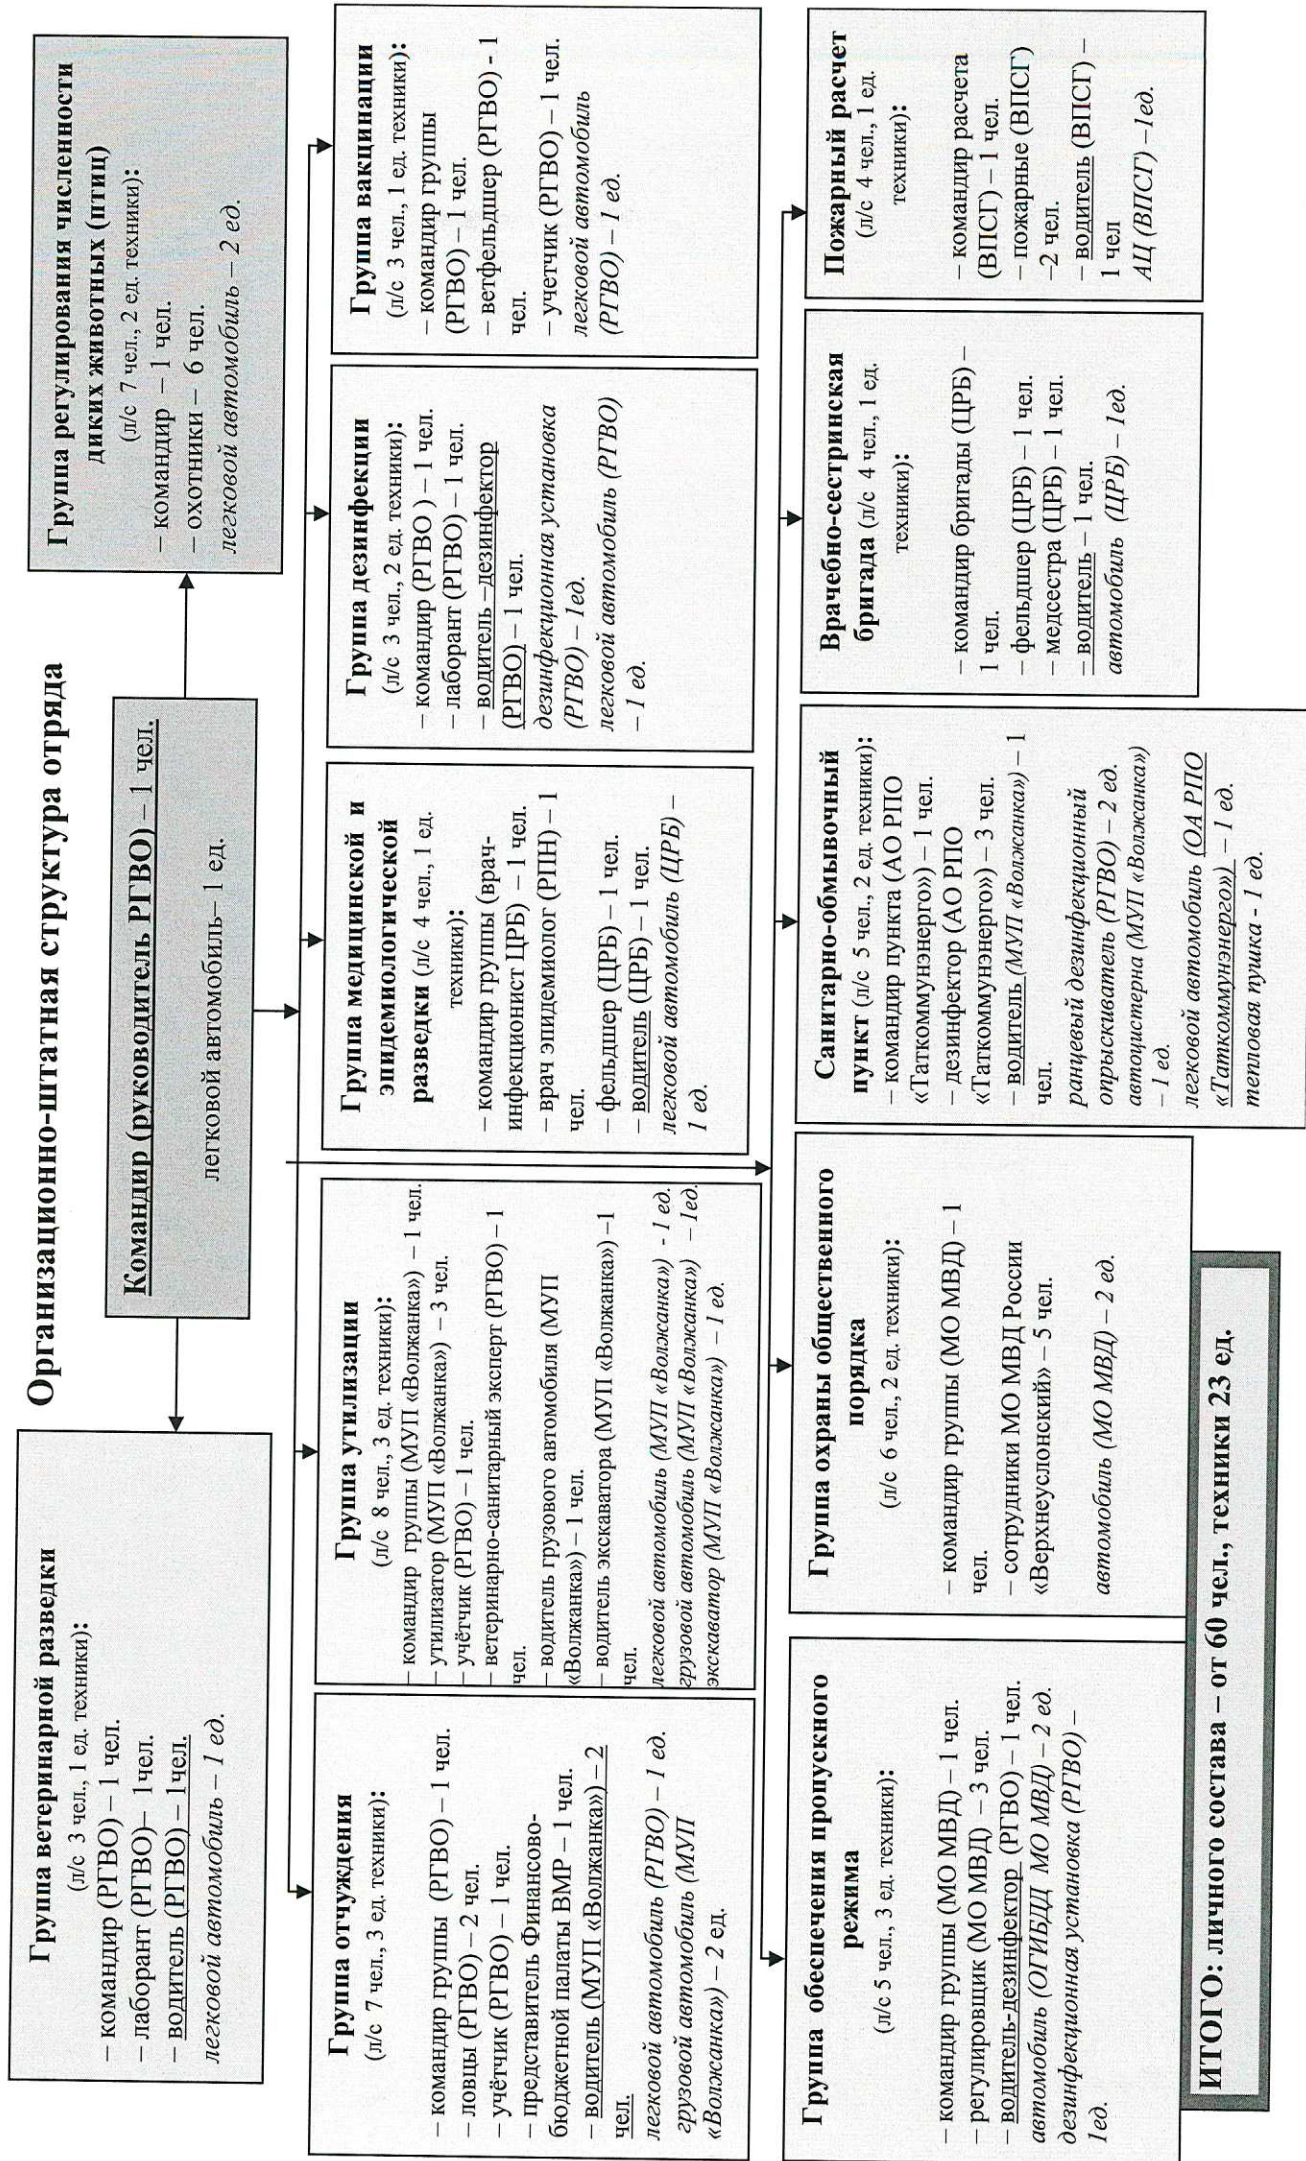 Организационно-штатная структура отряда
Группа ветеринарной разведки
(л/с 3 чел., 1 ед. техники):
– командир (РГВО) – 1 чел.
– лаборант (РГВО)– 1чел.
– водитель (РГВО) – 1чел.
легковой автомобиль – 1 ед.
Командир (руководитель РГВО) – 1 чел.
легковой автомобиль– 1 ед.
Группа регулирования численности
диких животных (птиц)
(л/с 7 чел., 2 ед. техники):
– командир – 1 чел.
– охотники – 6 чел.
легковой автомобиль – 2 ед.
Группа отчуждения
(л/с 7 чел., 3 ед. техники):
– командир группы (РГВО) – 1 чел.
– ловцы (РГВО) – 2 чел.
– учётчик (РГВО) – 1 чел.
– представитель Финансово-
бюджетной палаты ВМР – 1 чел.
– водитель (МУП «Волжанка») – 2
чел.
легковой автомобиль (РГВО) – 1 ед.
грузовой автомобиль (МУП
«Волжанка») – 2 ед.
Группа утилизации
(л/с 8 чел., 3 ед. техники):
– командир группы (МУП «Волжанка») – 1 чел.
– утилизатор (МУП «Волжанка») – 3 чел.
– учётчик (РГВО) – 1 чел.
– ветеринарно-санитарный эксперт (РГВО) – 1
чел.
– водитель грузового автомобиля (МУП
«Волжанка») – 1 чел.
– водитель экскаватора (МУП «Волжанка») –1
чел.
легковой автомобиль (МУП «Волжанка») - 1 ед.
грузовой автомобиль (МУП «Волжанка») – 1ед.
экскаватор (МУП «Волжанка») – 1 ед.
Группа медицинской и
эпидемиологической
разведки (л/с 4 чел., 1 ед.
техники):
– командир группы (врач-
инфекционист ЦРБ) – 1 чел.
– врач эпидемолог (РПН) – 1
чел.
– фельдшер (ЦРБ) – 1 чел.
– водитель (ЦРБ) – 1 чел.
легковой автомобиль (ЦРБ) –
1 ед.
Группа дезинфекции
(л/с 3 чел., 2 ед. техники):
– командир (РГВО ) – 1 чел.
– лаборант (РГВО) – 1 чел.
– водитель –дезинфектор
(РГВО) – 1 чел.
дезинфекционная установка
(РГВО) – 1ед.
легковой автомобиль (РГВО)
– 1 ед.
Группа вакцинации
(л/с 3 чел., 1 ед. техники):
– командир группы
(РГВО) – 1 чел.
– ветфельдшер (РГВО) - 1
чел.
– учетчик (РГВО) – 1 чел.
легковой автомобиль
(РГВО) – 1 ед.
Группа обеспечения пропускного
режима
(л/с 5 чел., 3 ед. техники):
– командир группы (МО МВД) – 1 чел.
– регулировщик (МО МВД) – 3 чел.
– водитель-дезинфектор (РГВО) – 1 чел.
автомобиль (ОГИБДД МО МВД) – 2 ед.
дезинфекционная установка (РГВО) –
1ед.
Группа охраны общественного
порядка
(л/с 6 чел., 2 ед. техники):
– командир группы (МО МВД) – 1
чел.
– сотрудники МО МВД России
«Верхнеуслонский» – 5 чел.
автомобиль (МО МВД) – 2 ед.
Санитарно-обмывочный
пункт (л/с 5 чел., 2 ед. техники):
– командир пункта (АО РПО
«Таткоммунэнерго») – 1 чел.
– дезинфектор (АО РПО
«Таткоммунэнерго») – 3 чел.
– водитель (МУП «Волжанка») – 1
чел.
ранцевый дезинфекционный
опрыскиватель (РГВО) – 2 ед.
автоцистерна (МУП «Волжанка»)
– 1 ед.
легковой автомобиль (ОА РПО
«Таткоммунэнерго») – 1 ед.
тепловая пушка - 1 ед.
Врачебно-сестринская
бригада (л/с 4 чел., 1 ед.
техники):
– командир бригады (ЦРБ) –
1 чел.
– фельдшер (ЦРБ) – 1 чел.
– медсестра (ЦРБ) – 1 чел.
– водитель – 1 чел.
автомобиль (ЦРБ) – 1ед.
Пожарный расчет
(л/с 4 чел., 1 ед.
техники):
– командир расчета
(ВПСГ) – 1 чел.
– пожарные (ВПСГ)
–2 чел.
– водитель (ВПСГ) –
1 чел
АЦ (ВПСГ) –1ед.
ИТОГО: личного состава – от 60 чел., техники 23 ед.